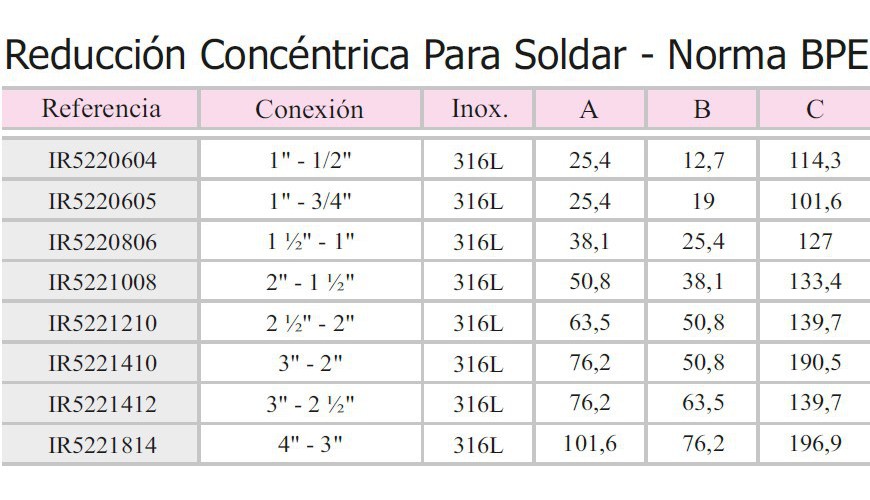 Reducción Concéntrica Para Soldar - Norma BPE
Referencia Conexión Inox. A B C
IR5220604 1" - 1/2" 316L 25,4 12,7 114,3
IR5220605 1" - 3/4" 316L 25,4 19 101,6
IR5220806 1 ½" - 1" 316L 38,1 25,4 127
IR5221008 2" - 1 ½" 316L 50,8 38,1 133,4
IR5221210 2 ½" - 2" 316L 63,5 50,8 139,7
IR5221410 3" - 2" 316L 76,2 50,8 190,5
IR5221412 3" - 2 ½" 316L 76,2 63,5 139,7
IR5221814 4" - 3" 316L 101,6 76,2 196,9